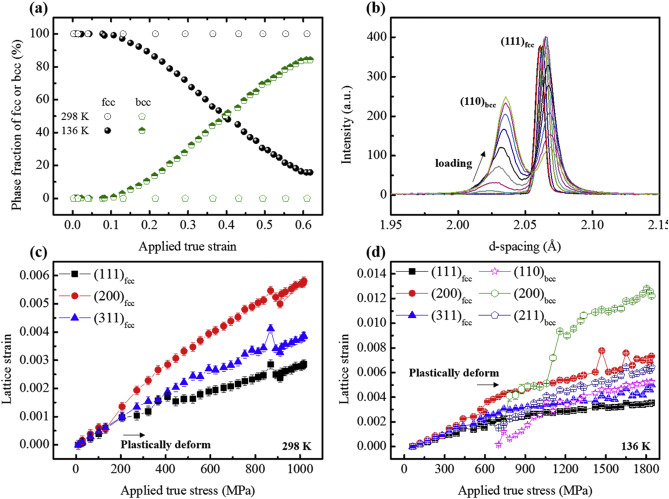 (a)
Phase fraction of fcc or bcc (%)
100
80
60
40
20
0
fcc bcc
298 K
136 K
0.0 0.1 0.2 0.3 0.4 0.5 0.6
Applied true strain
(b)
Intensity (a.u.)
400
300
200
100
0
(111)fcc
(110)bcc
loading
1.95 2.00 2.05 2.10 2.15
d-spacing (Å)
(c)
Lattice strain
0.006
0.005
0.004
0.003
0.002
0.001
0.000
(111)fcc
(200)fcc
(311)fcc
Plastically deform
298 K
0 200 400 600 800 1000
Applied true stress (MPa)
(d)
Lattice strain
0.014
0.012
0.010
0.008
0.006
0.004
0.002
0.000
(111)fcc (110)bcc
(200)fcc (200)bcc
(311)fcc (211)bcc
Plastically deform
136 K
0 300 600 900 1200 1500 1800
Applied true stress (MPa)